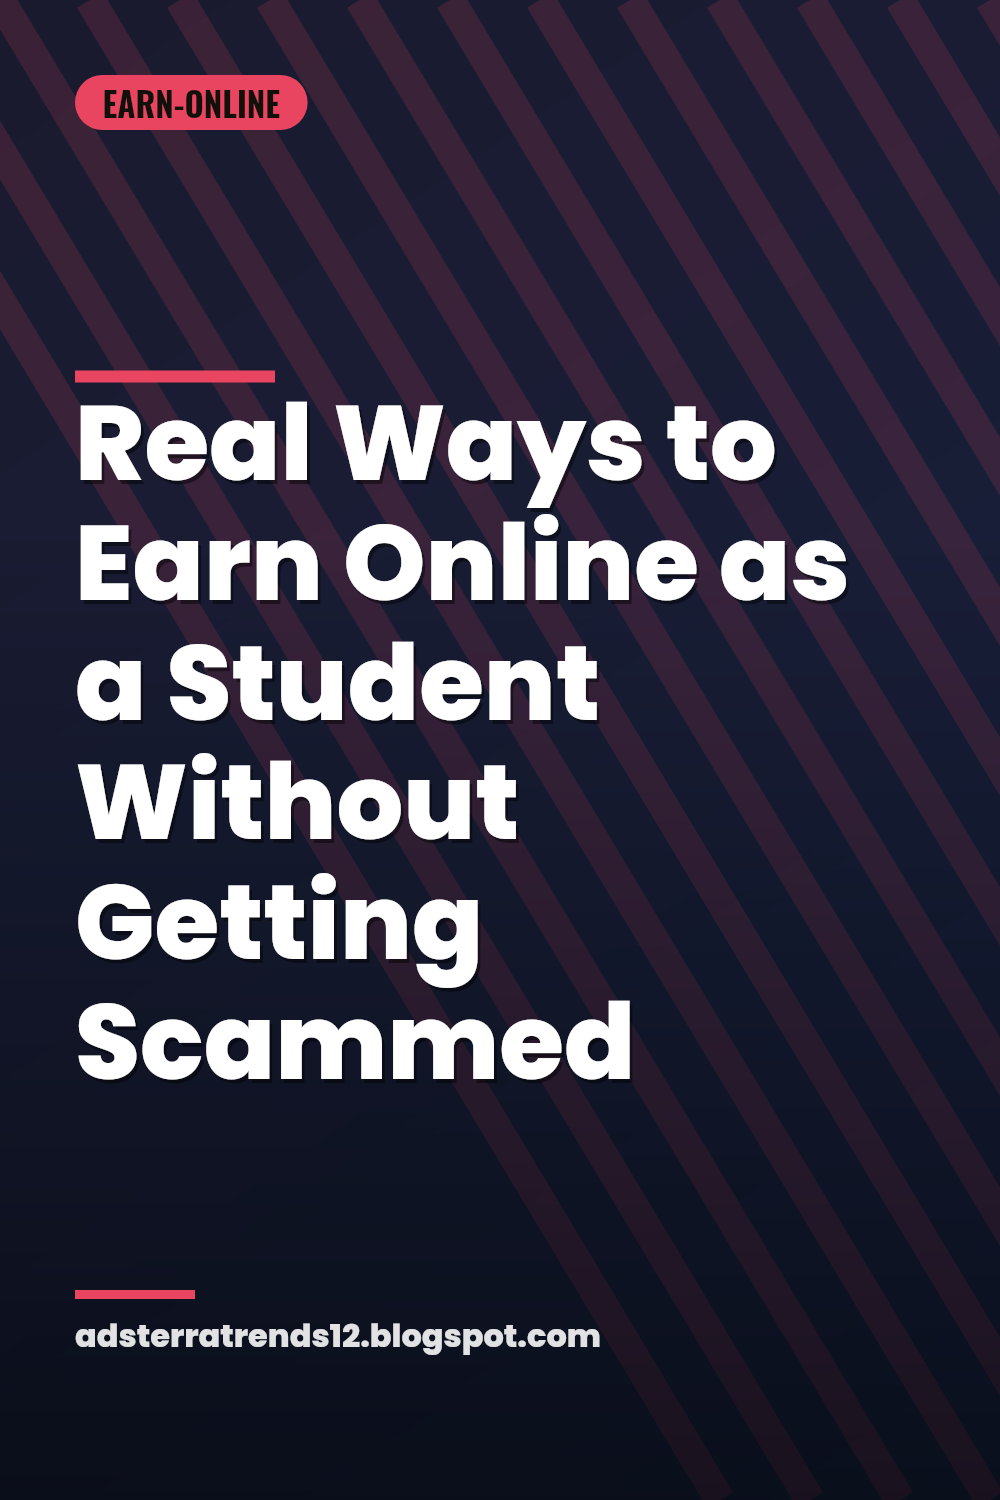 EARN-ONLINE
Real Ways to
Earn Online as
a Student
Without
Getting
Scammed
adsterratrends12.blogspot.com